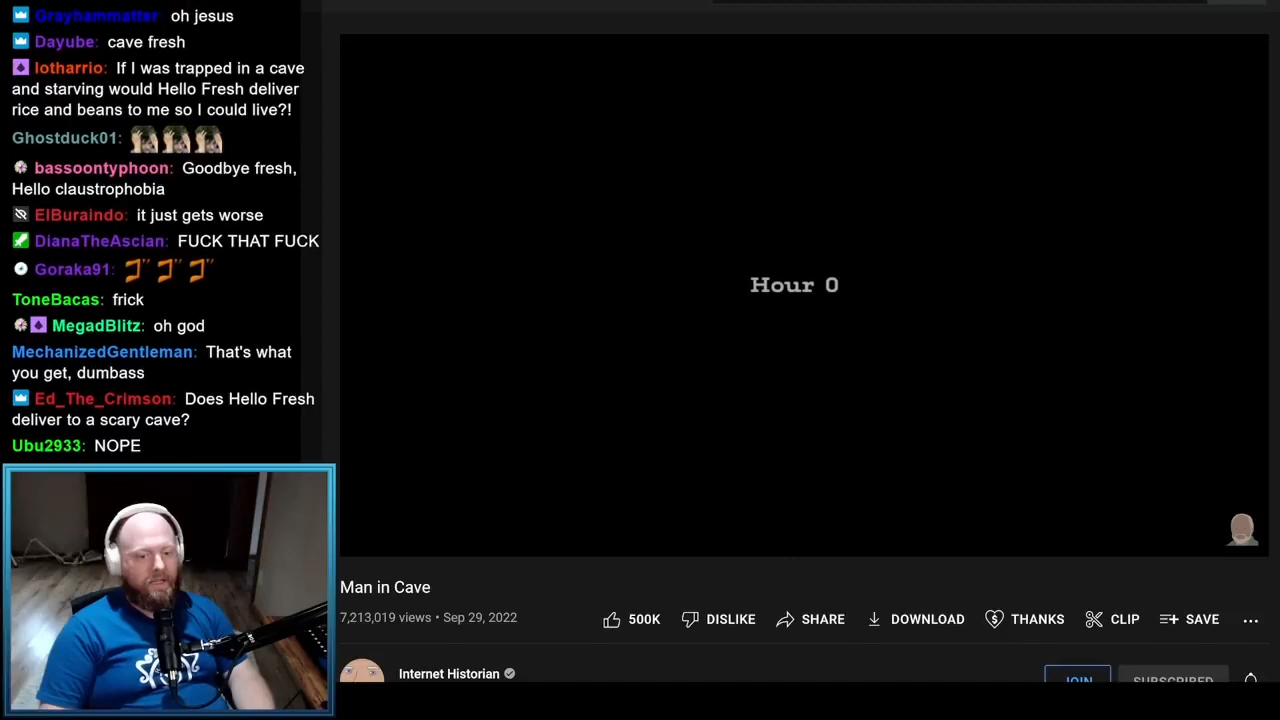 Grayhammatter oh jesus
Dayube: cave fresh
lotharrio: If I was trapped in a cave
and starving would Hello Fresh deliver
rice and beans to me so I could live?!
Ghostduck01:
bassoontyphoon: Goodbye fresh,
Hello claustrophobia
ElBuraindo: it just gets worse
DianaTheAscian: FUCK THAT FUCK
Goraka91: ゴ ゴ ゴ
ToneBacas: frick
MegadBlitz: oh god
MechanizedGentleman: That's what
you get, dumbass
Ed_The_Crimson: Does Hello Fresh
deliver to a scary cave?
Ubu2933: NOPE
Hour 0
Man in Cave
7,213,019 views • Sep 29, 2022
500K DISLIKE SHARE DOWNLOAD THANKS CLIP SAVE
Internet Historian
JOIN SUBSCRIBED